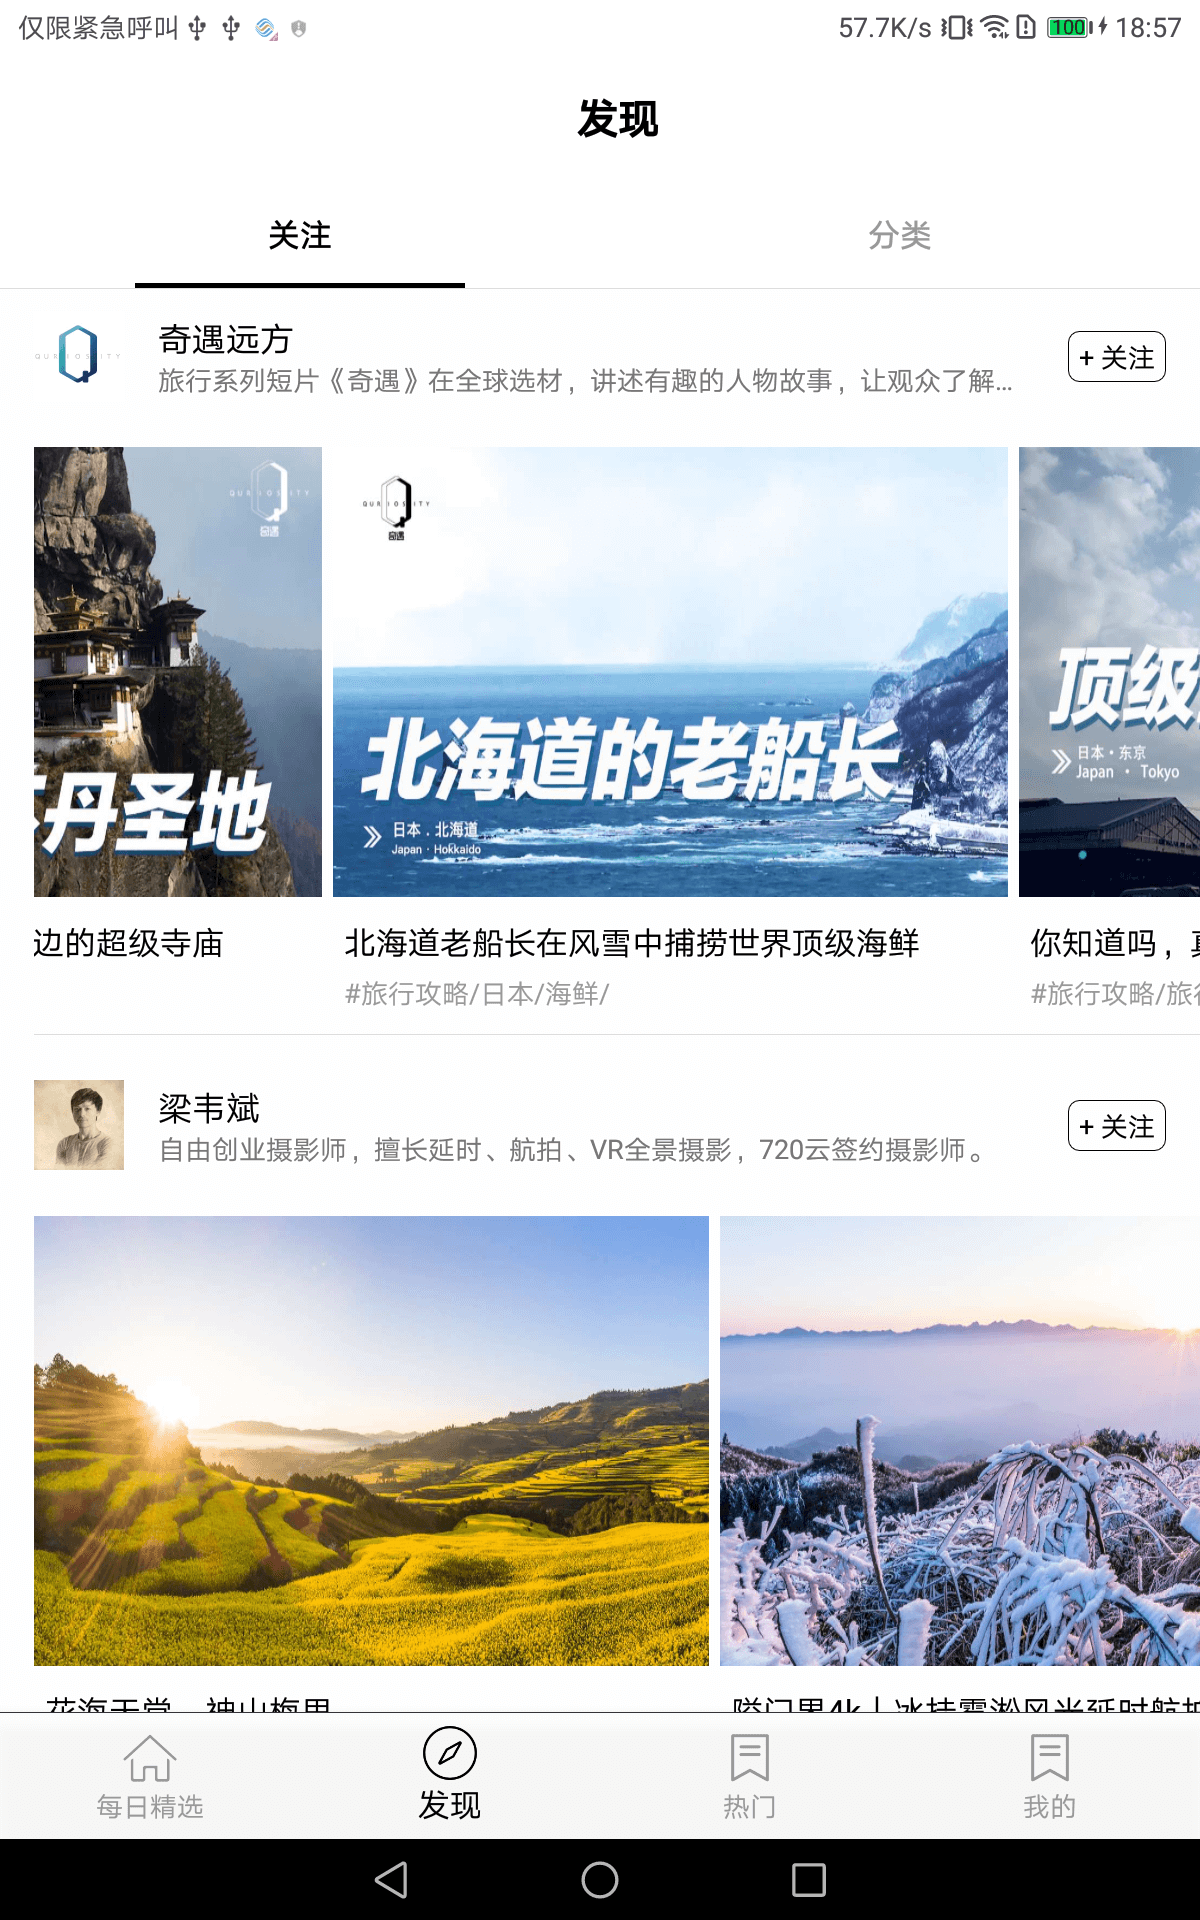 仅限紧急呼叫 57.7K/s 100 18:57
发现
关注 分类
QURIOSITY
奇遇远方
旅行系列短片《奇遇》在全球选材，讲述有趣的人物故事，让观众了解...
+ 关注
QURIOSITY
奇遇
丹圣地
QURIOSITY
奇遇
北海道的老船长
日本．北海道
Japan · Hokkaido
顶级
日本·东京
Japan · Tokyo
边的超级寺庙
北海道老船长在风雪中捕捞世界顶级海鲜
#旅行攻略/日本/海鲜/
你知道吗，真
#旅行攻略/旅行
梁韦斌
自由创业摄影师，擅长延时、航拍、VR全景摄影，720云签约摄影师。
+ 关注
每日精选 发现 热门 我的